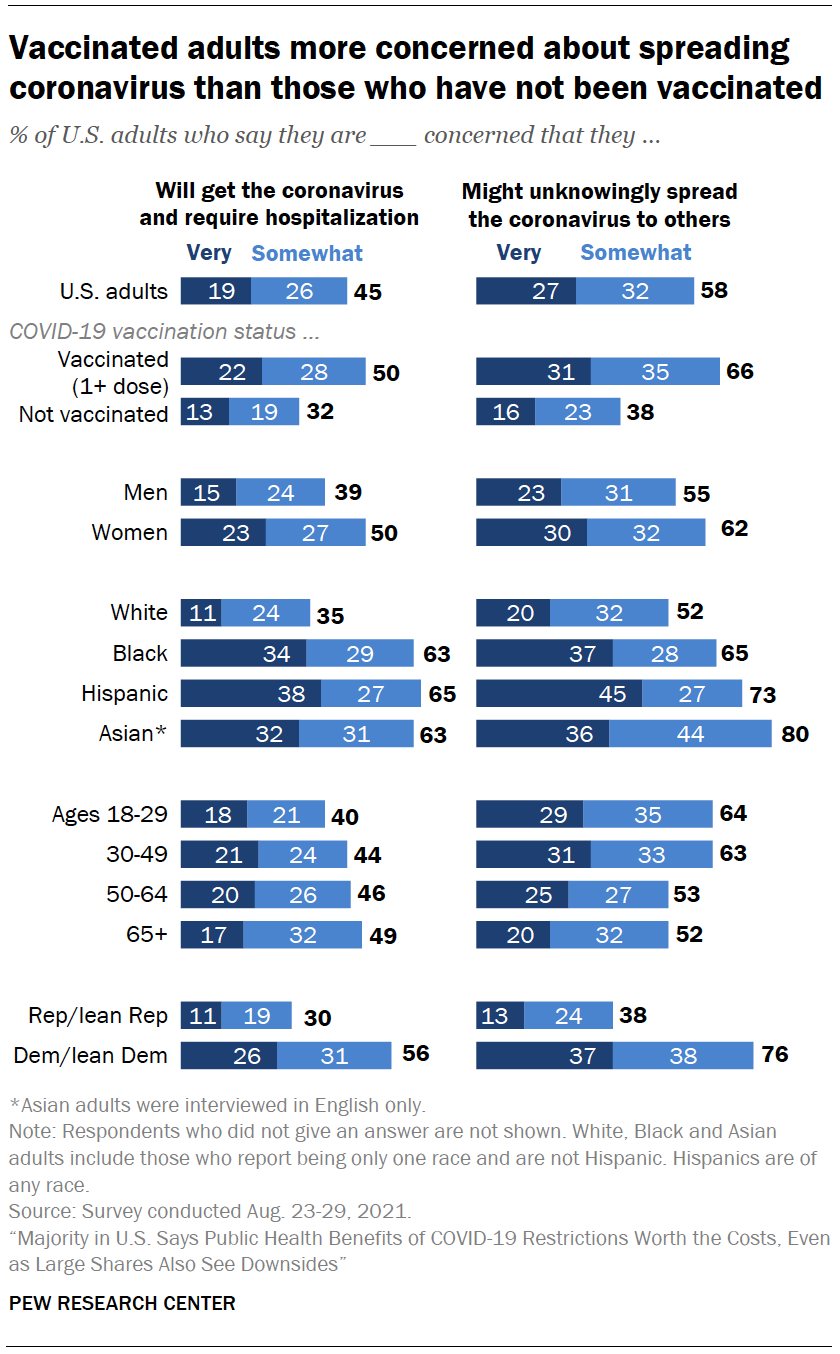 Vaccinated adults more concerned about spreading
coronavirus than those who have not been vaccinated
% of U.S. adults who say they are ___ concerned that they ...
Will get the coronavirus
and require hospitalization
Might unknowingly spread
the coronavirus to others
Very Somewhat Very Somewhat
U.S. adults 19 26 45 27 32 58
COVID-19 vaccination status ...
Vaccinated
(1+ dose) 22 28 50 31 35 66
Not vaccinated 13 19 32 16 23 38
Men 15 24 39 23 31 55
Women 23 27 50 30 32 62
White 11 24 35 20 32 52
Black 34 29 63 37 28 65
Hispanic 38 27 65 45 27 73
Asian* 32 31 63 36 44 80
Ages 18-29 18 21 40 29 35 64
30-49 21 24 44 31 33 63
50-64 20 26 46 25 27 53
65+ 17 32 49 20 32 52
Rep/lean Rep 11 19 30 13 24 38
Dem/lean Dem 26 31 56 37 38 76
*Asian adults were interviewed in English only.
Note: Respondents who did not give an answer are not shown. White, Black and Asian
adults include those who report being only one race and are not Hispanic. Hispanics are of
any race.
Source: Survey conducted Aug. 23-29, 2021.
“Majority in U.S. Says Public Health Benefits of COVID-19 Restrictions Worth the Costs, Even
as Large Shares Also See Downsides”
PEW RESEARCH CENTER